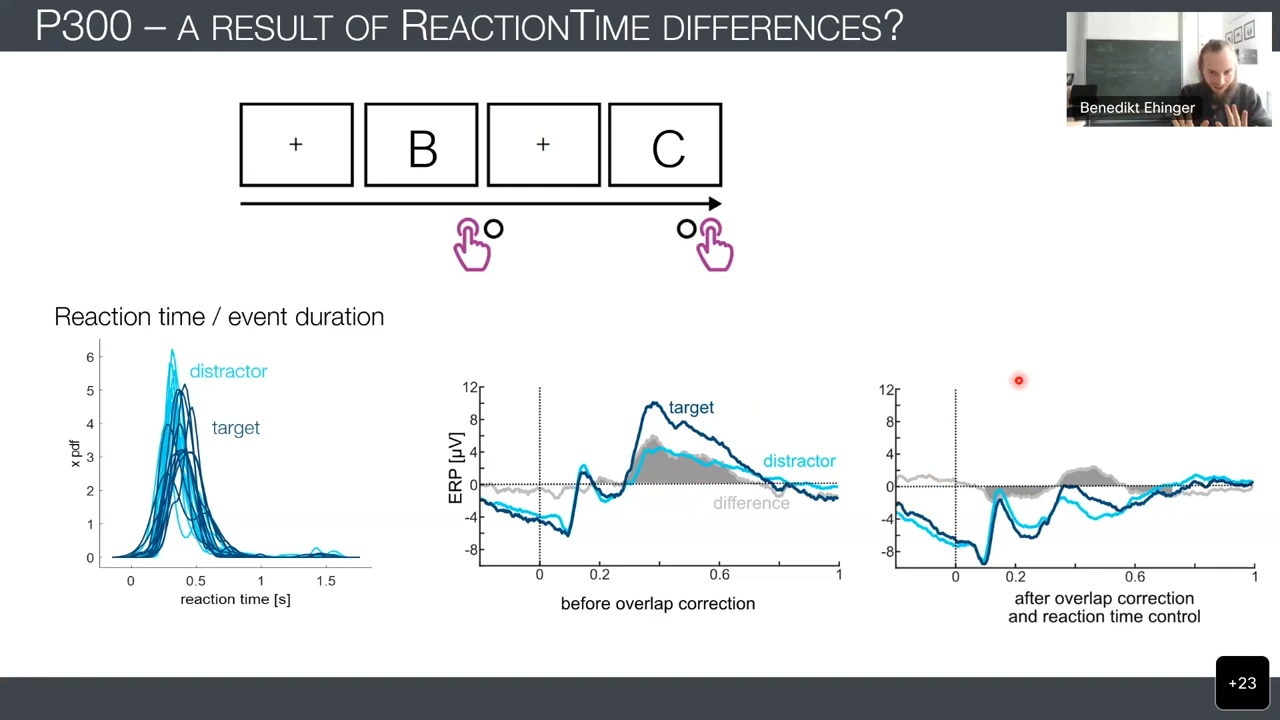 P300 – A RESULT OF REACTIONTIME DIFFERENCES?
Benedikt Ehinger
+
B
+
C
Reaction time / event duration
6
5
4
3
2
1
0
x pdf
distractor
target
0
0.5
1
1.5
reaction time [s]
12
8
4
0
-4
-8
ERP [µV]
target
distractor
difference
0
0.2
0.6
1
before overlap correction
12
8
4
0
-4
-8
0
0.2
0.6
1
after overlap correction
and reaction time control
+23